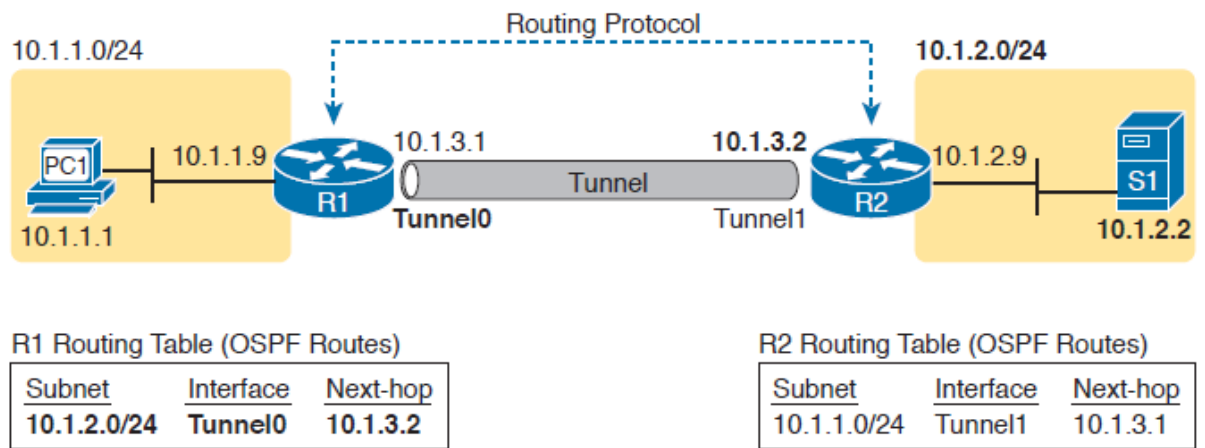 Routing Protocol
10.1.1.0/24
10.1.2.0/24
PC1
10.1.1.9
10.1.3.1
10.1.3.2
10.1.2.9
Tunnel
S1
R1
R2
10.1.1.1
Tunnel0
Tunnel1
10.1.2.2
R1 Routing Table (OSPF Routes)
Subnet Interface Next-hop
10.1.2.0/24 Tunnel0 10.1.3.2
R2 Routing Table (OSPF Routes)
Subnet Interface Next-hop
10.1.1.0/24 Tunnel1 10.1.3.1